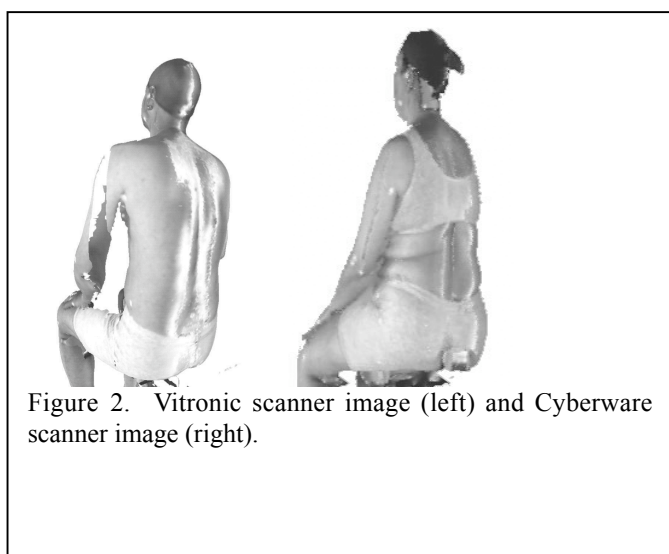 Figure 2. Vitronic scanner image (left) and Cyberware
scanner image (right).